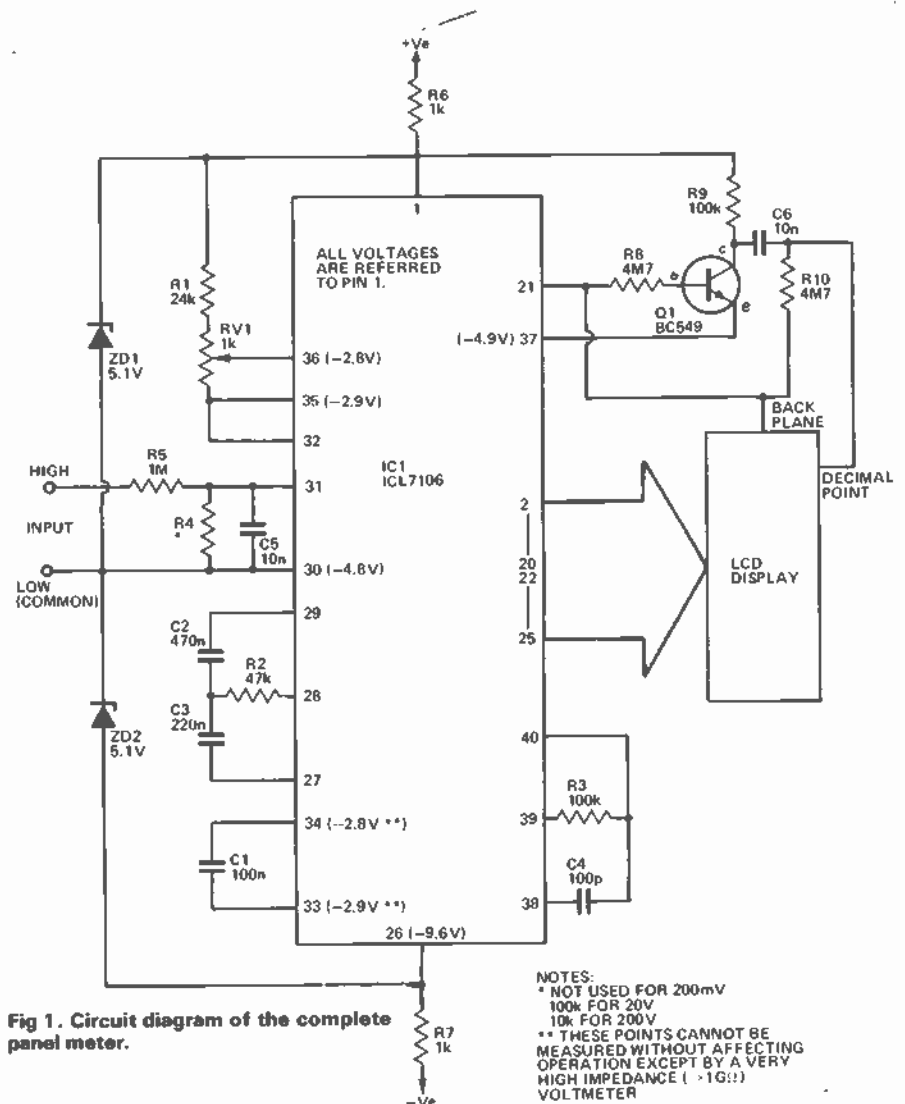 +Ve
R6
1k
1
ALL VOLTAGES
ARE REFERRED
TO PIN 1.
R9
100k
C6
10n
R8
4M7
R10
4M7
b
c
e
Q1
BC549
21
(-4.9V) 37
R1
24k
RV1
1k
36 (-2.8V)
35 (-2.9V)
32
ZD1
5.1V
BACK
PLANE
DECIMAL
POINT
HIGH
R5
1M
31
IC1
ICL7106
INPUT
R4
*
C5
10n
2
20
22
25
LCD
DISPLAY
LOW
(COMMON)
30 (-4.8V)
29
C2
470n
R2
47k
28
C3
220n
27
ZD2
5.1V
40
R3
100k
39
C4
100p
38
34 (-2.8V **)
C1
100n
33 (-2.9V **)
26 (-9.6V)
R7
1k
-Ve
Fig 1. Circuit diagram of the complete
panel meter.
NOTES:
* NOT USED FOR 200mV
100k FOR 20V
10k FOR 200V
** THESE POINTS CANNOT BE
MEASURED WITHOUT AFFECTING
OPERATION EXCEPT BY A VERY
HIGH IMPEDANCE (>1GΩ)
VOLTMETER